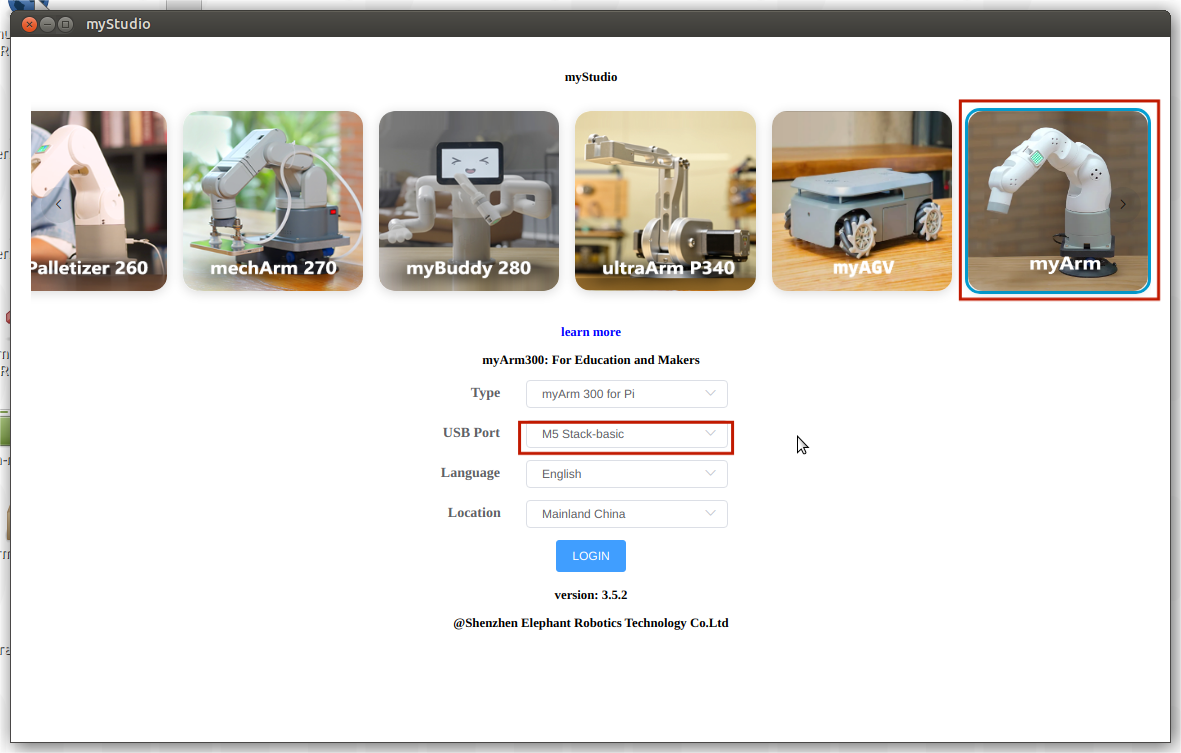 myStudio
myStudio
Palletizer 260
mechArm 270
myBuddy 280
ultraArm P340
myAGV
myArm
learn more
myArm300: For Education and Makers
Type myArm 300 for Pi
USB Port M5 Stack-basic
Language English
Location Mainland China
LOGIN
version: 3.5.2
@Shenzhen Elephant Robotics Technology Co.Ltd